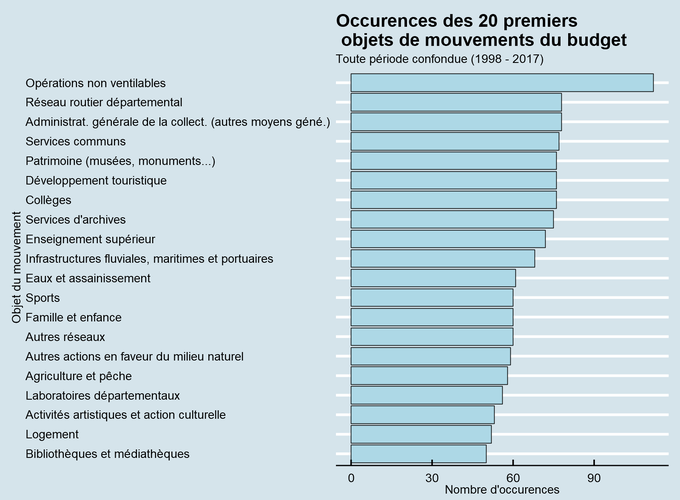 Occurences des 20 premiers
objets de mouvements du budget
Toute période confondue (1998 - 2017)
Objet du mouvement
Opérations non ventilables
Réseau routier départemental
Administrat. générale de la collect. (autres moyens géné.)
Services communs
Patrimoine (musées, monuments...)
Développement touristique
Collèges
Services d'archives
Enseignement supérieur
Infrastructures fluviales, maritimes et portuaires
Eaux et assainissement
Sports
Famille et enfance
Autres réseaux
Autres actions en faveur du milieu naturel
Agriculture et pêche
Laboratoires départementaux
Activités artistiques et action culturelle
Logement
Bibliothèques et médiathèques
0 30 60 90
Nombre d'occurences